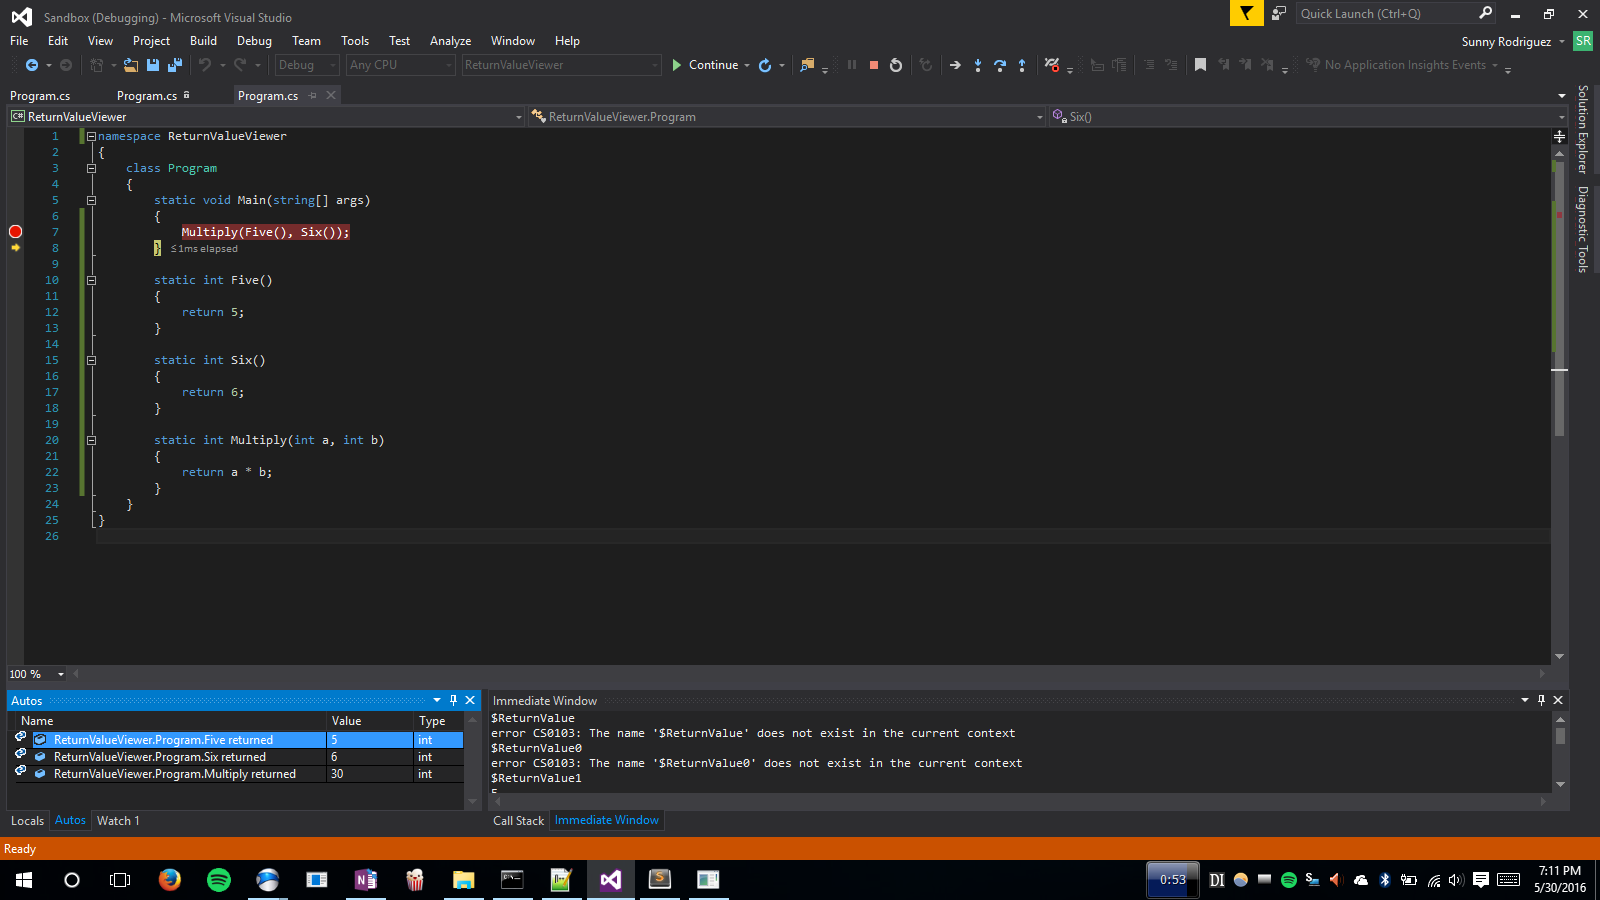 Sandbox (Debugging) - Microsoft Visual Studio
Quick Launch (Ctrl+Q)
File Edit View Project Build Debug Team Tools Test Analyze Window Help
Sunny Rodriguez SR
Debug Any CPU ReturnValueViewer Continue No Application Insights Events
Program.cs Program.cs Program.cs
C# ReturnValueViewer ReturnValueViewer.Program Six()
Solution Explorer
Diagnostic Tools
1 namespace ReturnValueViewer
2 {
3 class Program
4 {
5 static void Main(string[] args)
6 {
7 Multiply(Five(), Six());
8 } ≤1ms elapsed
9
10 static int Five()
11 {
12 return 5;
13 }
14
15 static int Six()
16 {
17 return 6;
18 }
19
20 static int Multiply(int a, int b)
21 {
22 return a * b;
23 }
24 }
25 }
26
100 %
Autos
Name Value Type
ReturnValueViewer.Program.Five returned 5 int
ReturnValueViewer.Program.Six returned 6 int
ReturnValueViewer.Program.Multiply returned 30 int
Locals Autos Watch 1
Immediate Window
$ReturnValue
error CS0103: The name '$ReturnValue' does not exist in the current context
$ReturnValue0
error CS0103: The name '$ReturnValue0' does not exist in the current context
$ReturnValue1
Call Stack Immediate Window
Ready
0:53
DI
7:11 PM
5/30/2016